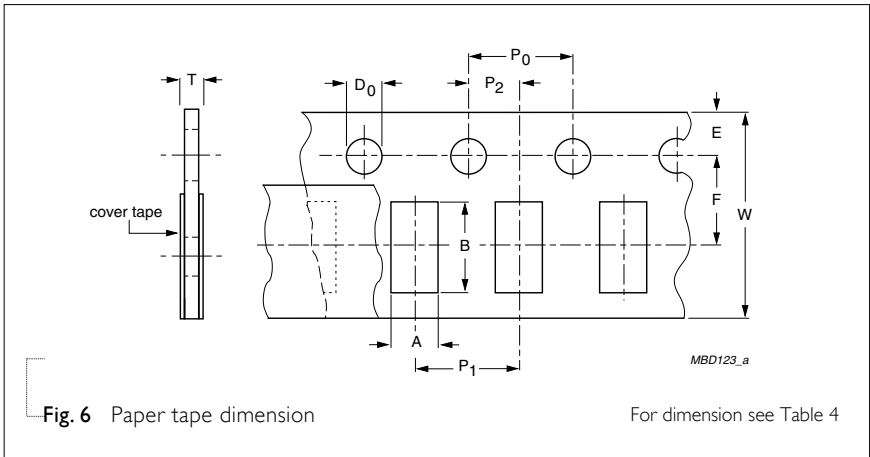 P0
T
D0
P2
E
F
W
cover tape
B
A
P1
MBD123_a
Fig. 6 Paper tape dimension
For dimension see Table 4